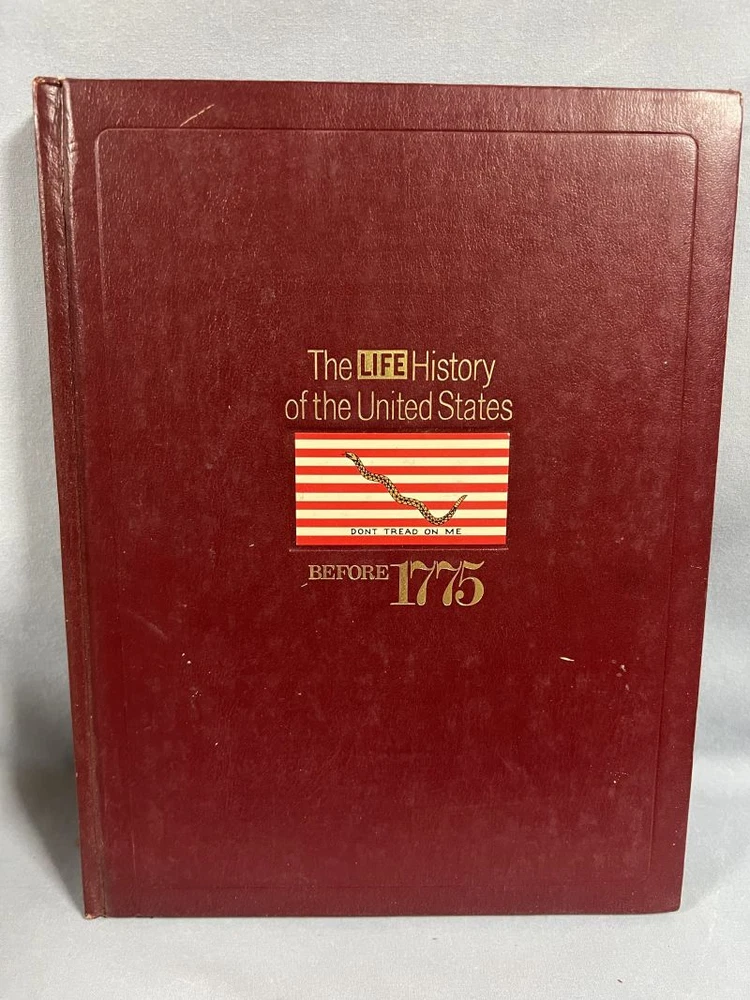 The LIFE History
of the United States
DONT TREAD ON ME
BEFORE 1775